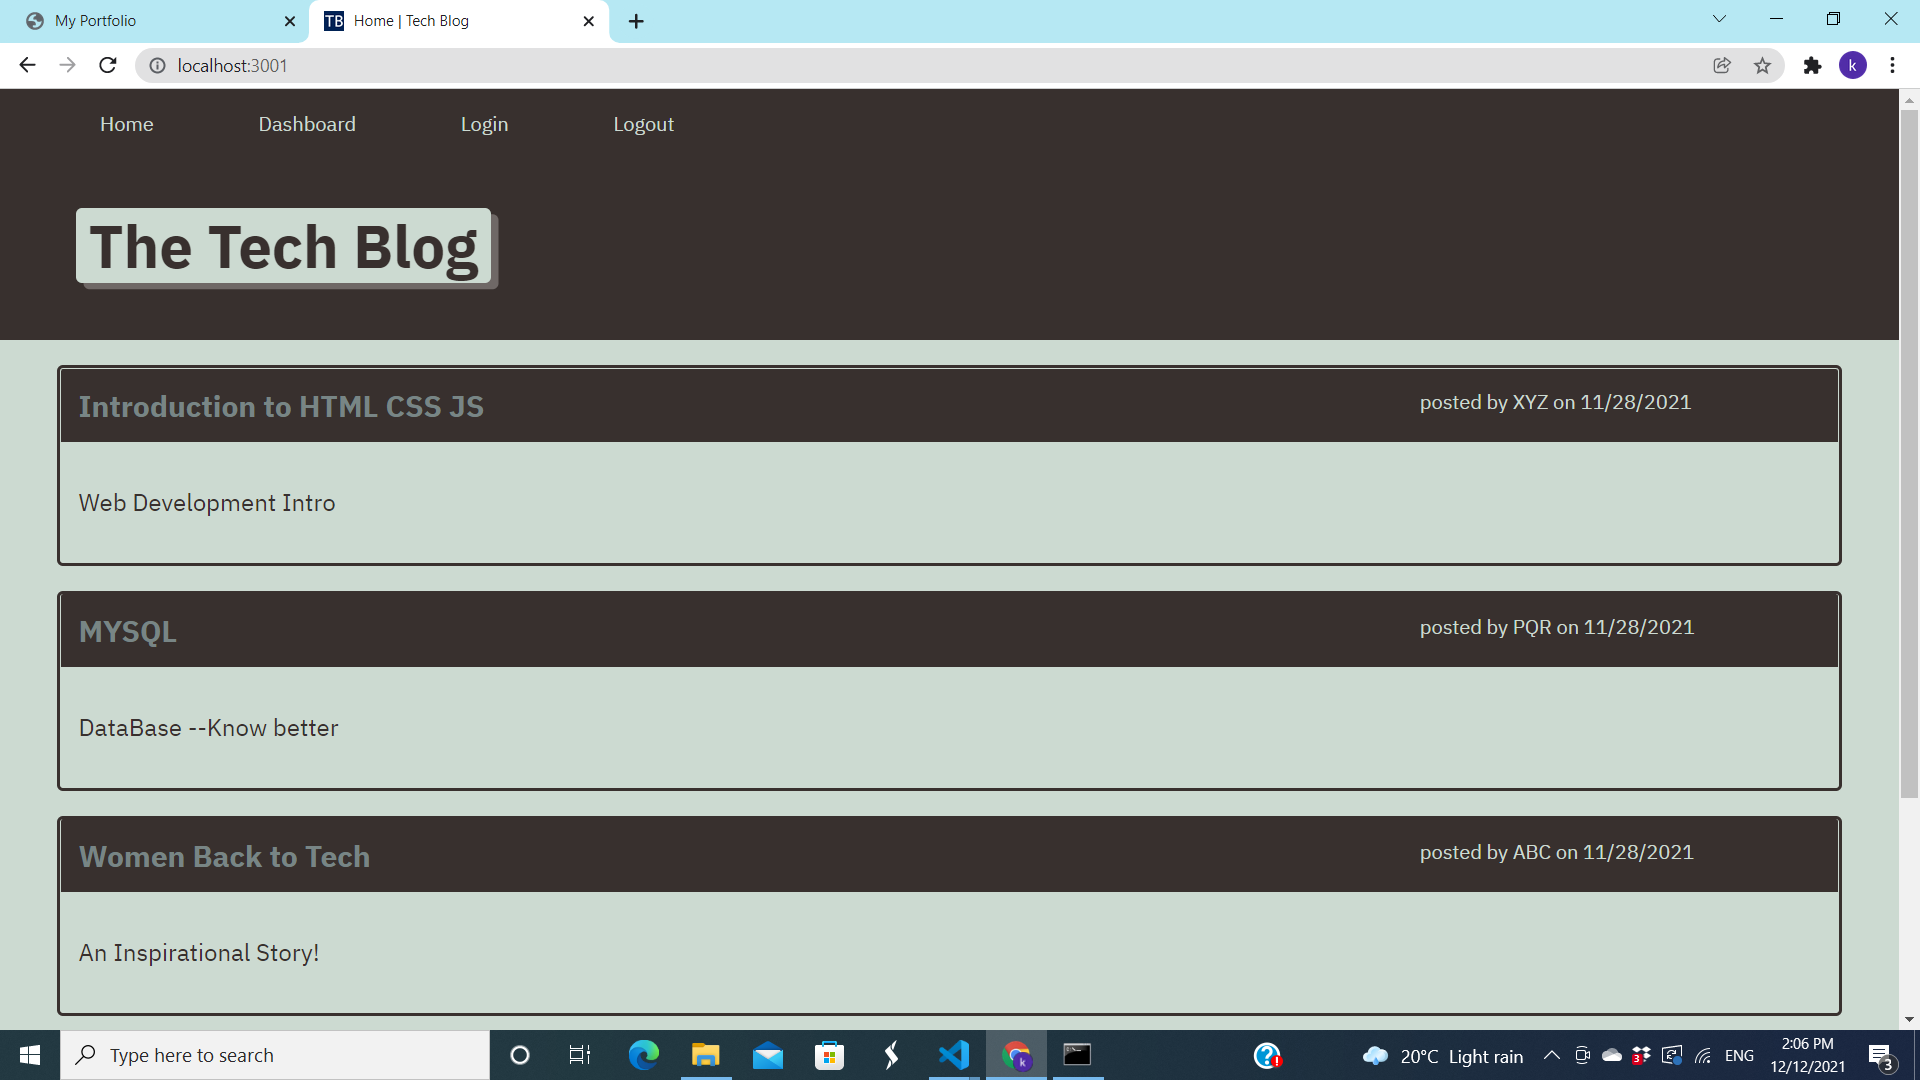 My Portfolio
TB Home | Tech Blog
localhost:3001
k
Home Dashboard Login Logout
The Tech Blog
Introduction to HTML CSS JS posted by XYZ on 11/28/2021
Web Development Intro
MYSQL posted by PQR on 11/28/2021
DataBase --Know better
Women Back to Tech posted by ABC on 11/28/2021
An Inspirational Story!
Type here to search
k
20°C Light rain
3
ENG
2:06 PM
12/12/2021
3